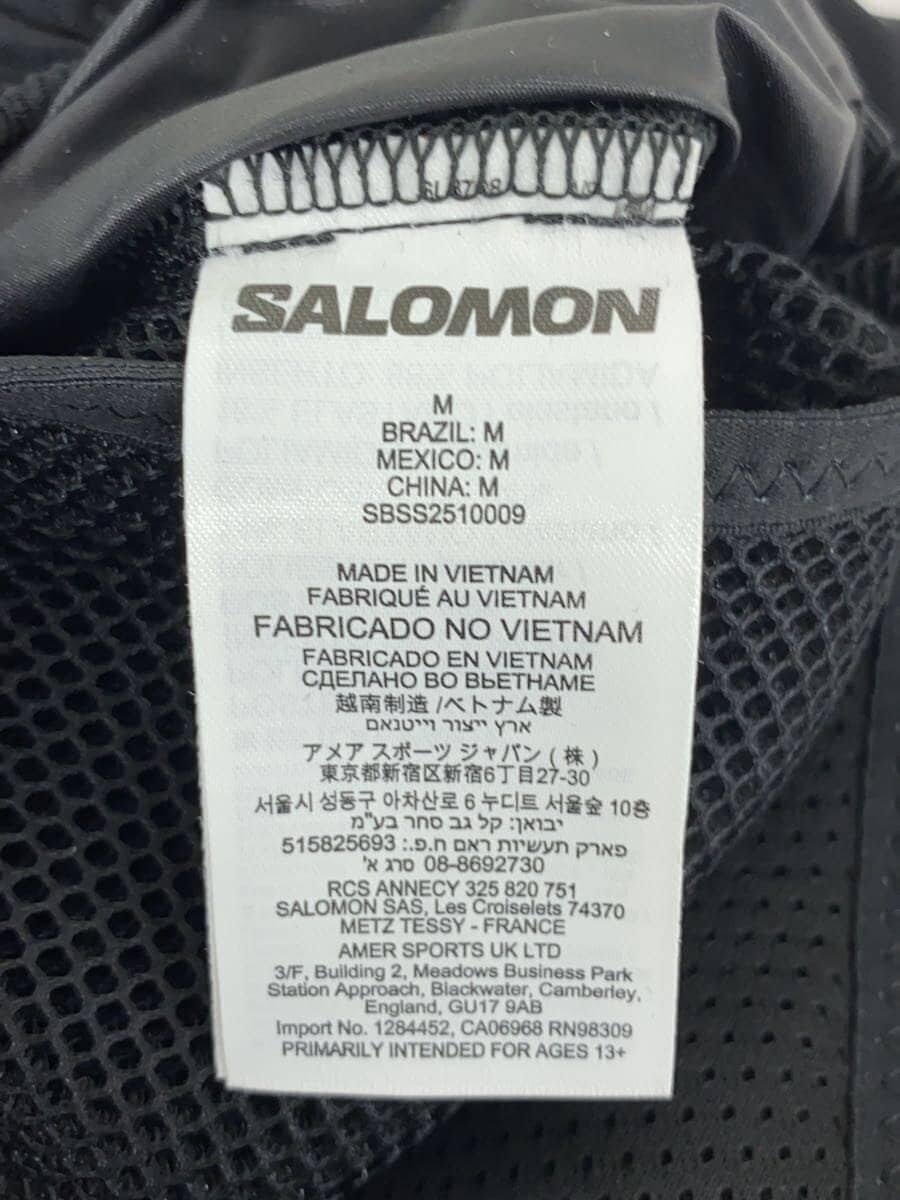 SALOMON
M
BRAZIL: M
MEXICO: M
CHINA: M
SBSS2510009
MADE IN VIETNAM
FABRIQUÉ AU VIETNAM
FABRICADO NO VIETNAM
FABRICADO EN VIETNAM
СДЕЛАНО ВО ВЬЕТНАМЕ
越南制造 /ベトナム製
ארץ ייצור וייטנאם
アメア スポーツ ジャパン (株)
東京都新宿区新宿6丁目27-30
서울시 성동구 아차산로 6 누디트 서울숲 10층
יבואן: קל גב סחר בע"מ
פארק תעשיות ראם ח.פ.: 515825693
08-8692730 סרג א'
RCS ANNECY 325 820 751
SALOMON SAS, Les Croiselets 74370
METZ TESSY - FRANCE
AMER SPORTS UK LTD
3/F, Building 2, Meadows Business Park
Station Approach, Blackwater, Camberley,
England, GU17 9AB
Import No. 1284452, CA06968 RN98309
PRIMARILY INTENDED FOR AGES 13+